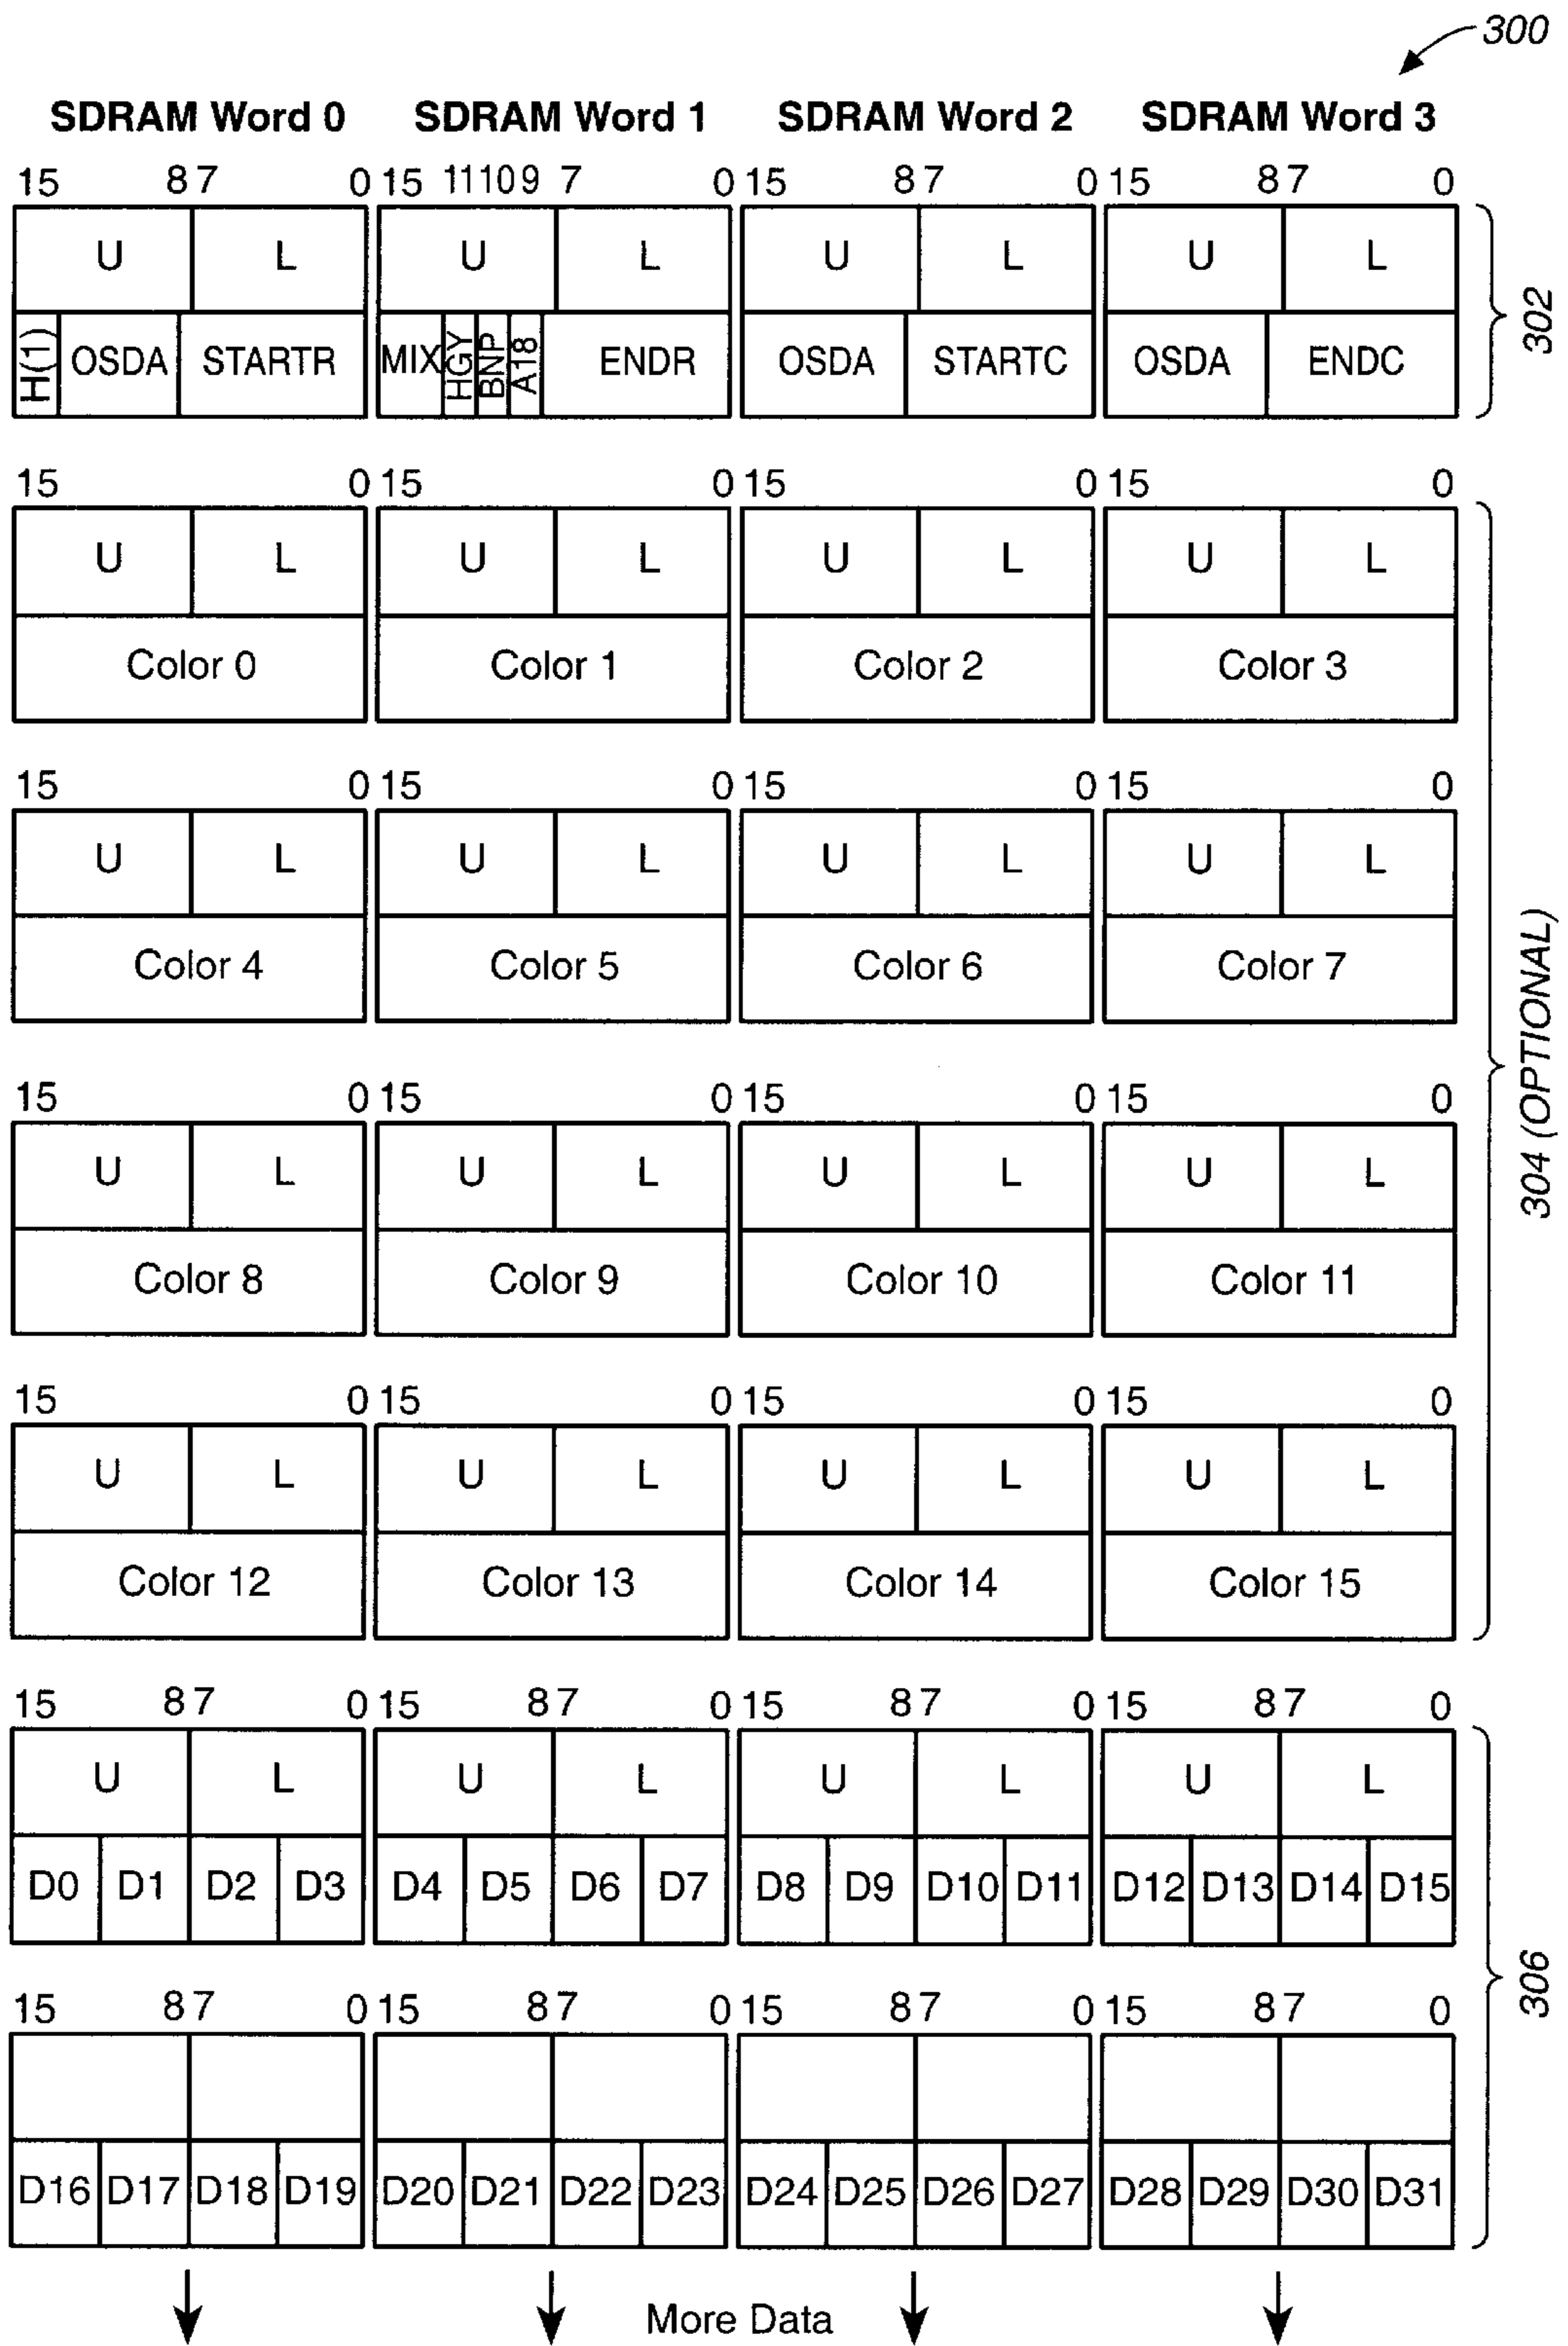 300
SDRAM Word 0 SDRAM Word 1 SDRAM Word 2 SDRAM Word 3
15 8 7 0 15 11 10 9 7 0 15 8 7 0 15 8 7 0
U L U L U L U L
H(1) OSDA STARTR MIX HGY BNP A18 ENDR OSDA STARTC OSDA ENDC
302
15 0 15 0 15 0 15 0
U L U L U L U L
Color 0 Color 1 Color 2 Color 3
15 0 15 0 15 0 15 0
U L U L U L U L
Color 4 Color 5 Color 6 Color 7
304 (OPTIONAL)
15 0 15 0 15 0 15 0
U L U L U L U L
Color 8 Color 9 Color 10 Color 11
15 0 15 0 15 0 15 0
U L U L U L U L
Color 12 Color 13 Color 14 Color 15
15 8 7 0 15 8 7 0 15 8 7 0 15 8 7 0
U L U L U L U L
D0 D1 D2 D3 D4 D5 D6 D7 D8 D9 D10 D11 D12 D13 D14 D15
306
15 8 7 0 15 8 7 0 15 8 7 0 15 8 7 0
D16 D17 D18 D19 D20 D21 D22 D23 D24 D25 D26 D27 D28 D29 D30 D31
More Data